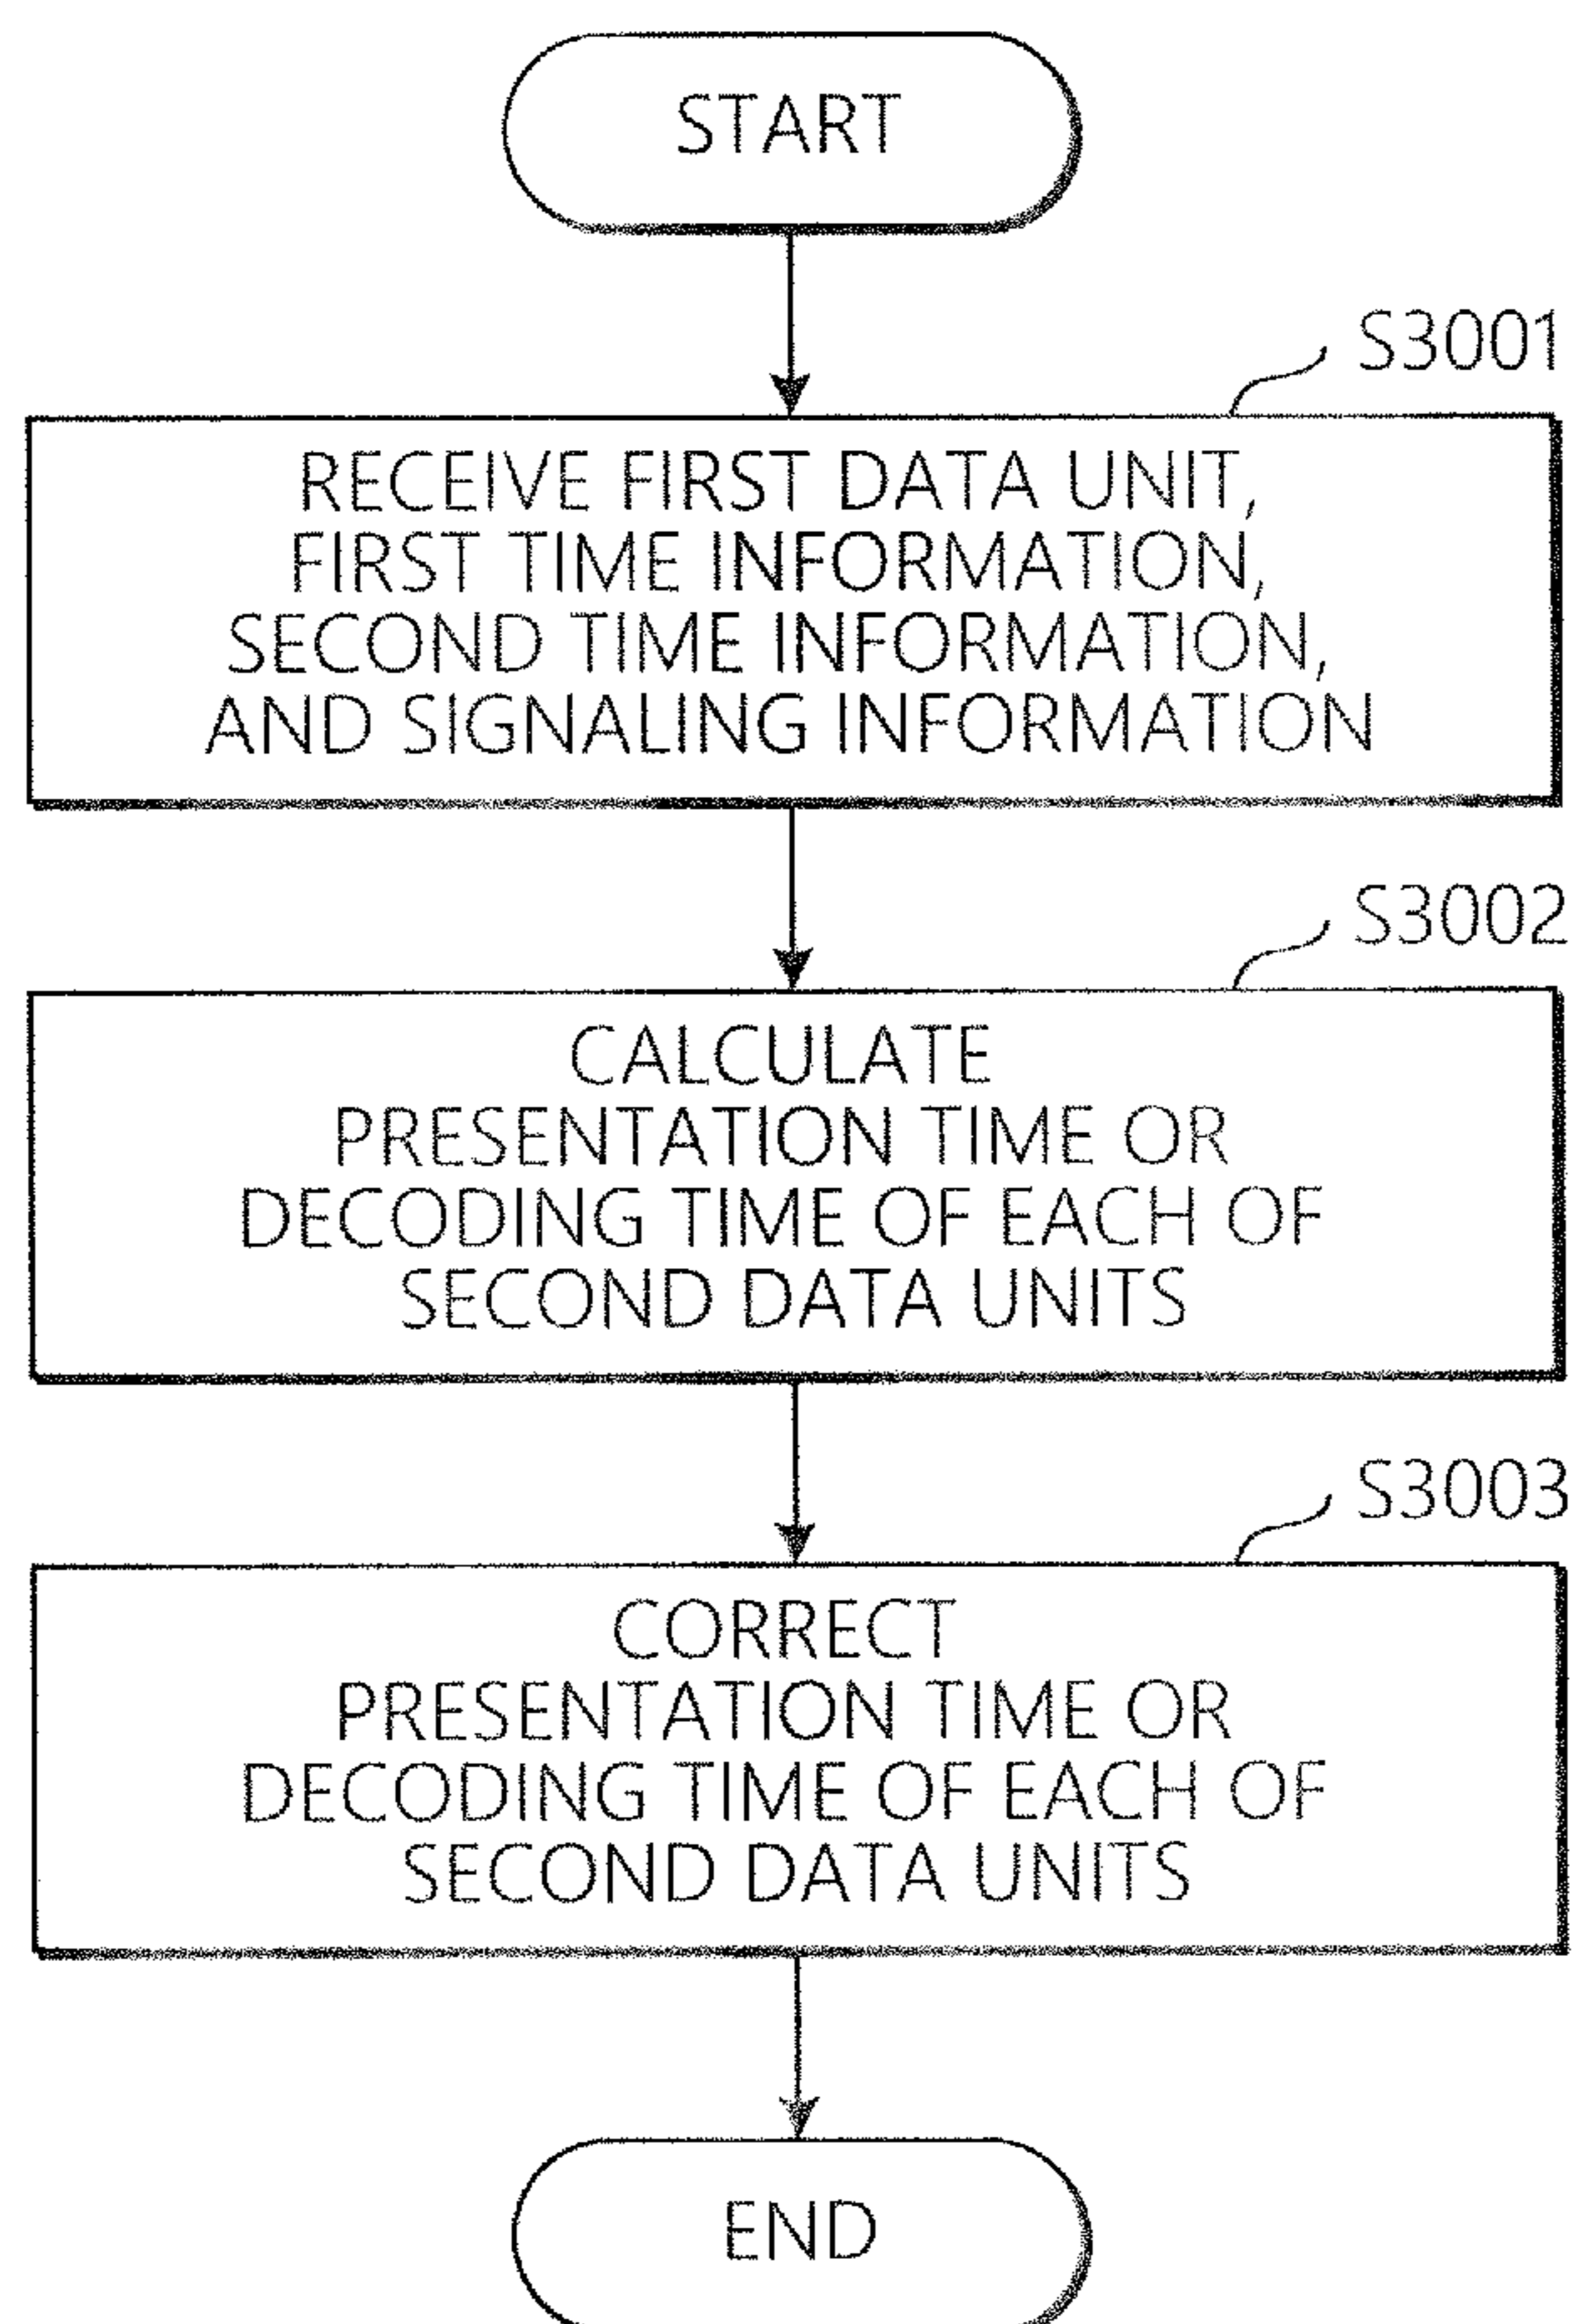 START
S3001
RECEIVE FIRST DATA UNIT,
FIRST TIME INFORMATION,
SECOND TIME INFORMATION,
AND SIGNALING INFORMATION
S3002
CALCULATE
PRESENTATION TIME OR
DECODING TIME OF EACH OF
SECOND DATA UNITS
S3003
CORRECT
PRESENTATION TIME OR
DECODING TIME OF EACH OF
SECOND DATA UNITS
END